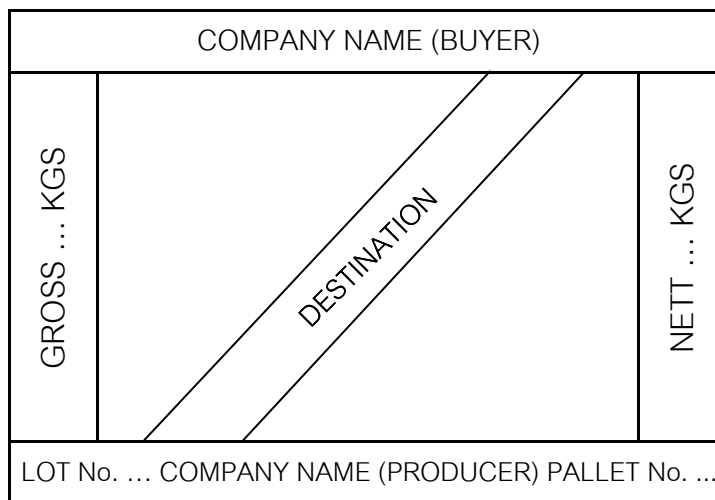 COMPANY NAME (BUYER)
GROSS ... KGS
DESTINATION
NETT ... KGS
LOT No. ... COMPANY NAME (PRODUCER) PALLET No. ...